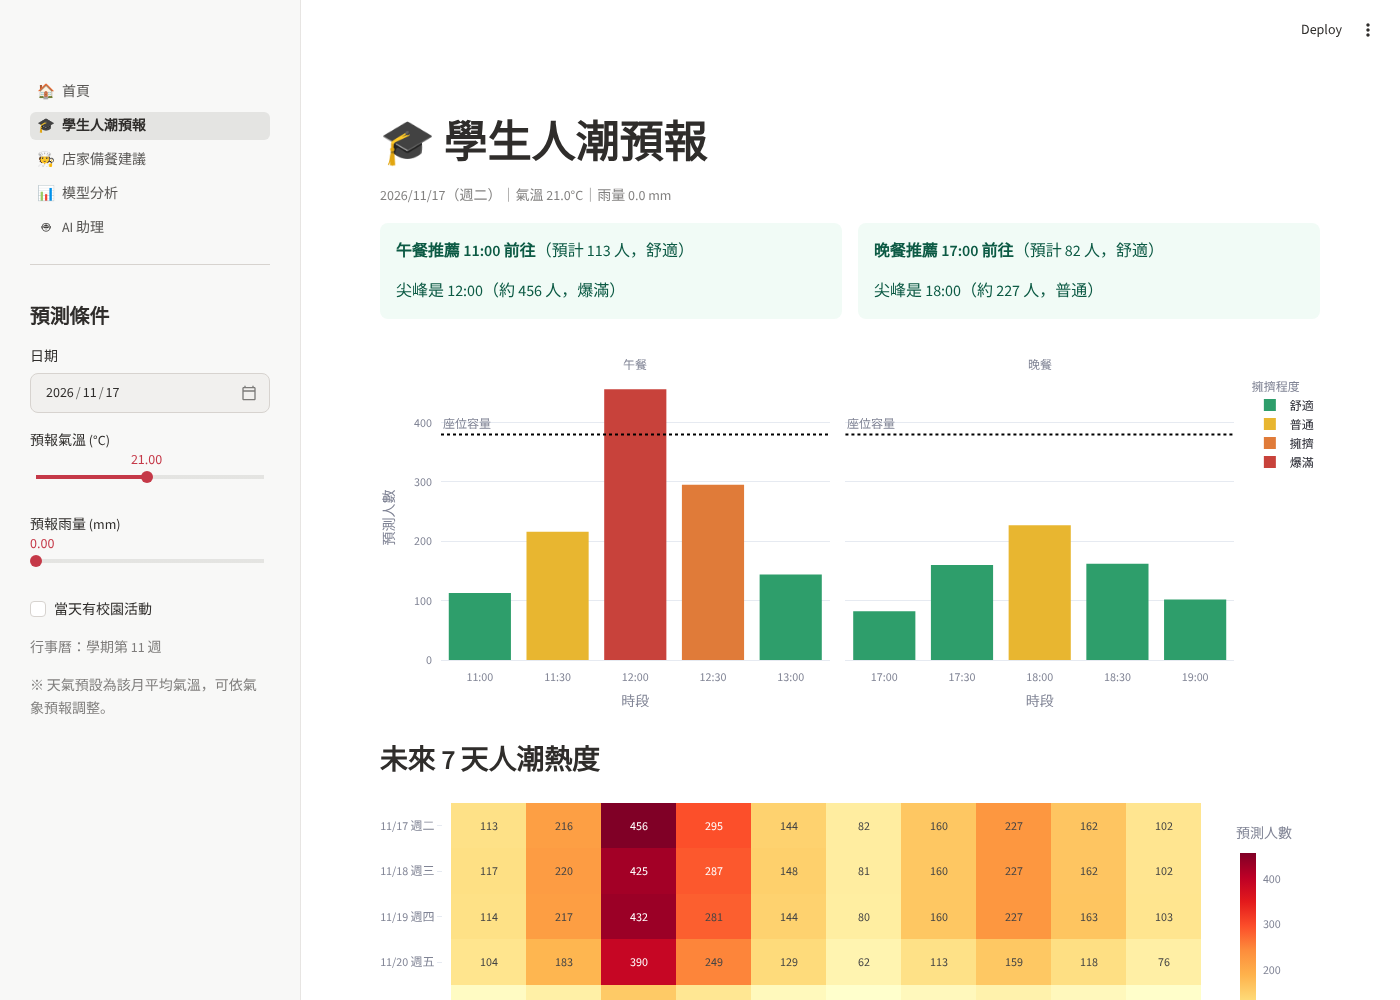 Deploy
首頁
學生人潮預報
店家備餐建議
模型分析
AI 助理
預測條件
日期
2026 / 11 / 17
預報氣溫 (°C)
21.00
預報雨量 (mm)
0.00
當天有校園活動
行事曆：學期第 11 週
※ 天氣預設為該月平均氣溫，可依氣
象預報調整。
學生人潮預報
2026/11/17（週二）｜氣溫 21.0°C｜雨量 0.0 mm
午餐推薦 11:00 前往（預計 113 人，舒適）
尖峰是 12:00（約 456 人，爆滿）
晚餐推薦 17:00 前往（預計 82 人，舒適）
尖峰是 18:00（約 227 人，普通）
午餐
晚餐
擁擠程度
舒適
普通
擁擠
爆滿
座位容量
座位容量
預測人數
400
300
200
100
0
11:00 11:30 12:00 12:30 13:00
17:00 17:30 18:00 18:30 19:00
時段
時段
未來 7 天人潮熱度
11/17 週二 113 216 456 295 144 82 160 227 162 102
11/18 週三 117 220 425 287 148 81 160 227 162 102
11/19 週四 114 217 432 281 144 80 160 227 163 103
11/20 週五 104 183 390 249 129 62 113 159 118 76
預測人數
400
300
200